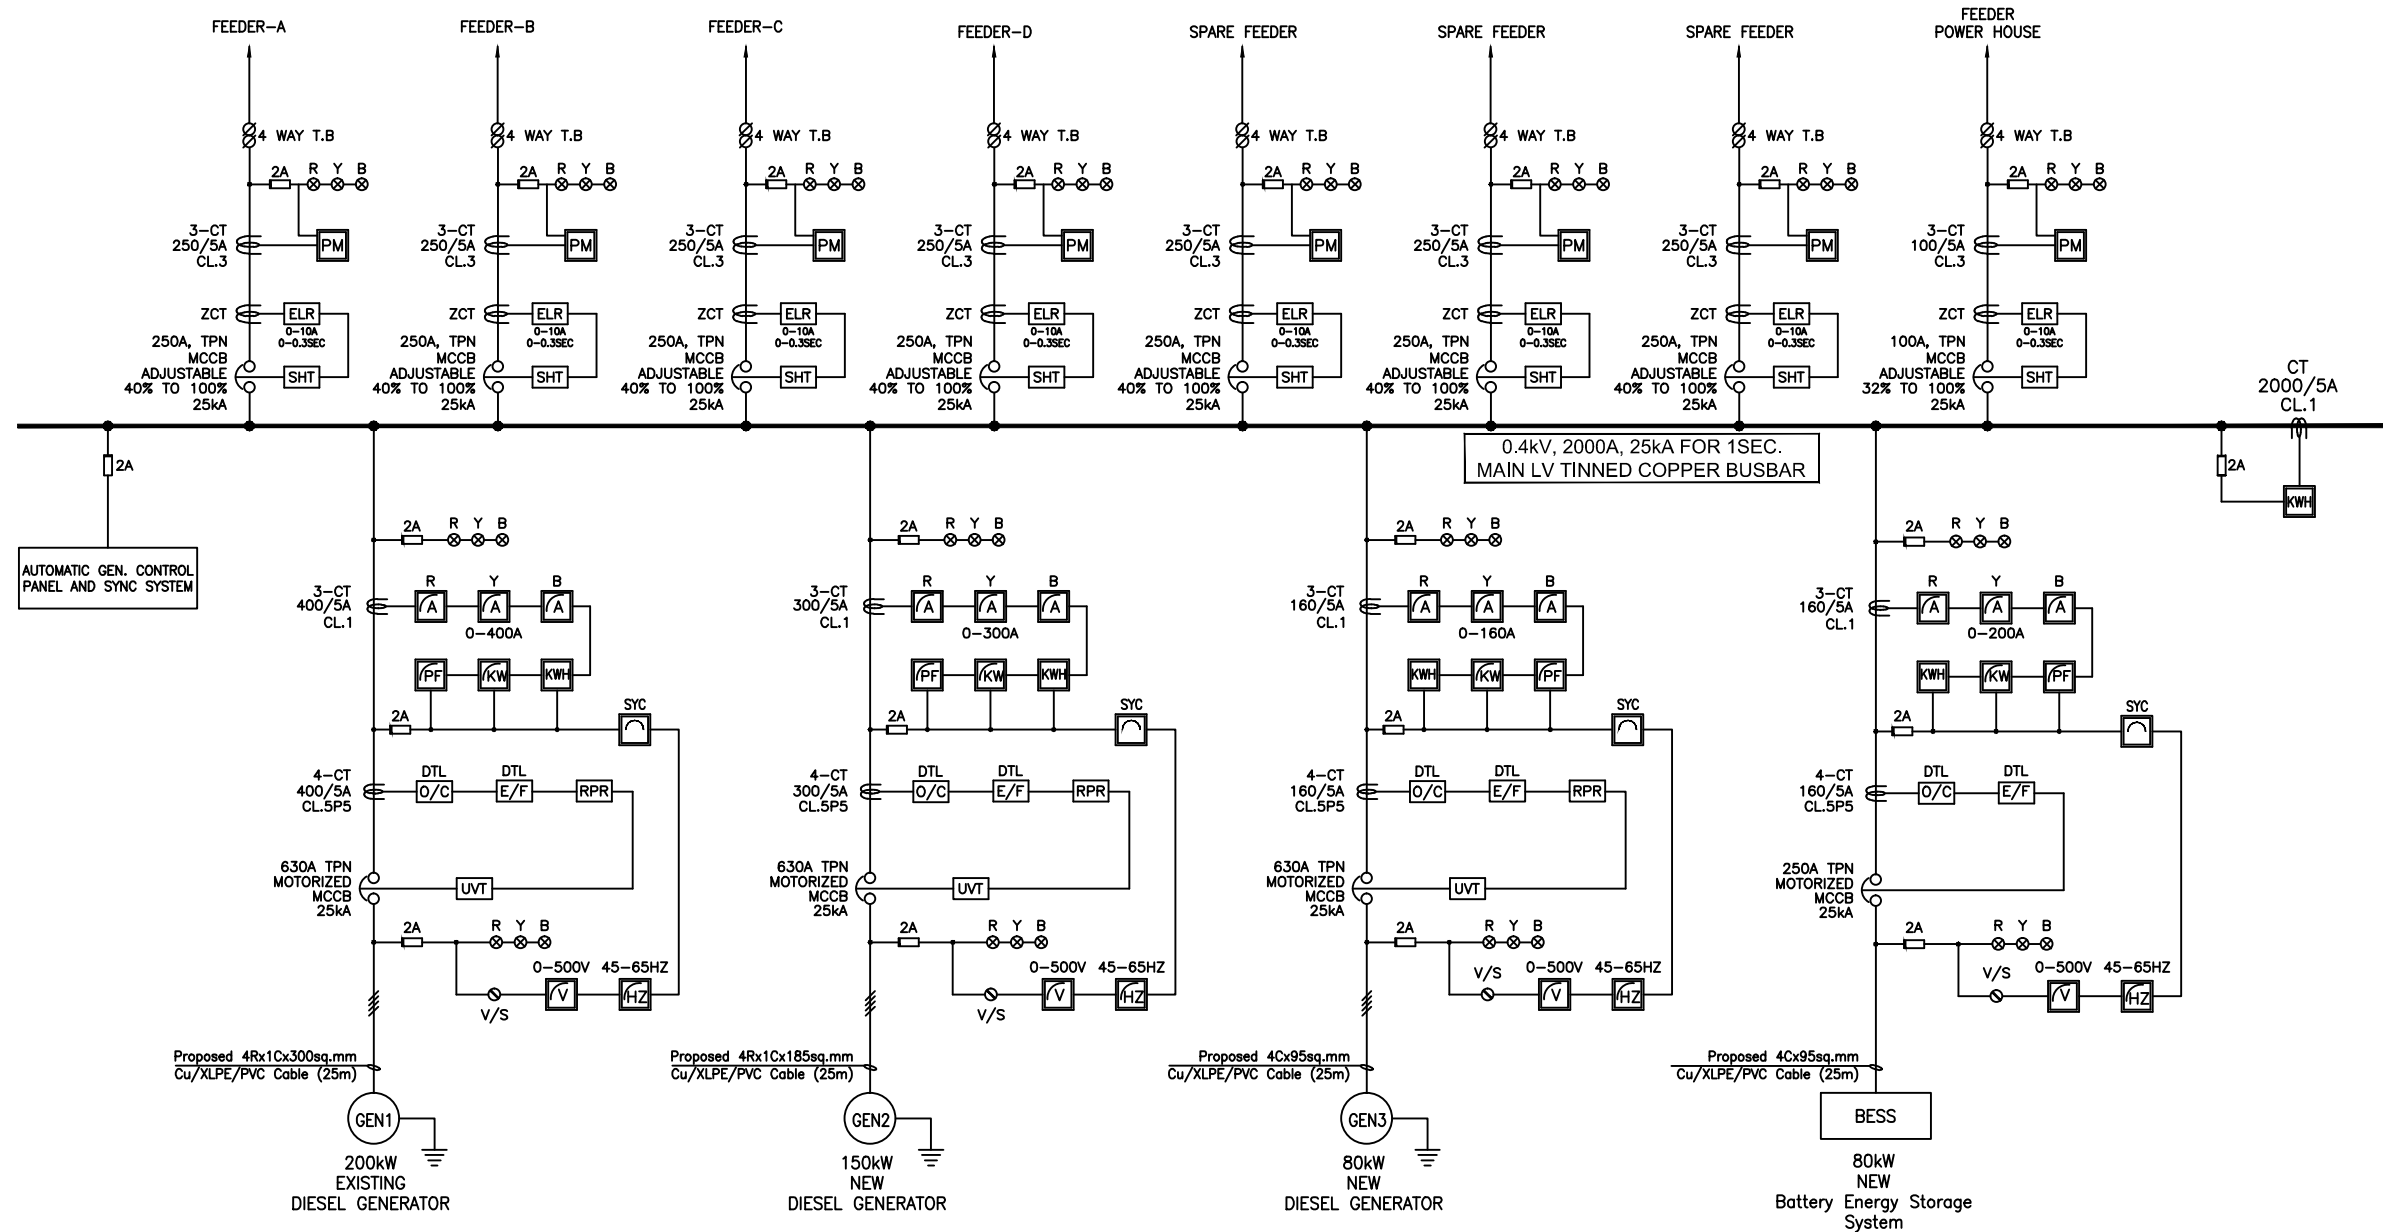 FEEDER-A
FEEDER-B
FEEDER-C
FEEDER-D
SPARE FEEDER
SPARE FEEDER
SPARE FEEDER
FEEDER
POWER HOUSE
4 WAY T.B
2A R Y B
3-CT
250/5A
CL.3
PM
ZCT
ELR
0-10A
0-0.3SEC
250A, TPN
MCCB
ADJUSTABLE
40% TO 100%
25kA
SHT
4 WAY T.B
2A R Y B
3-CT
250/5A
CL.3
PM
ZCT
ELR
0-10A
0-0.3SEC
250A, TPN
MCCB
ADJUSTABLE
40% TO 100%
25kA
SHT
4 WAY T.B
2A R Y B
3-CT
250/5A
CL.3
PM
ZCT
ELR
0-10A
0-0.3SEC
250A, TPN
MCCB
ADJUSTABLE
40% TO 100%
25kA
SHT
4 WAY T.B
2A R Y B
3-CT
250/5A
CL.3
PM
ZCT
ELR
0-10A
0-0.3SEC
250A, TPN
MCCB
ADJUSTABLE
40% TO 100%
25kA
SHT
4 WAY T.B
2A R Y B
3-CT
250/5A
CL.3
PM
ZCT
ELR
0-10A
0-0.3SEC
250A, TPN
MCCB
ADJUSTABLE
40% TO 100%
25kA
SHT
4 WAY T.B
2A R Y B
3-CT
250/5A
CL.3
PM
ZCT
ELR
0-10A
0-0.3SEC
250A, TPN
MCCB
ADJUSTABLE
40% TO 100%
25kA
SHT
4 WAY T.B
2A R Y B
3-CT
250/5A
CL.3
PM
ZCT
ELR
0-10A
0-0.3SEC
250A, TPN
MCCB
ADJUSTABLE
40% TO 100%
25kA
SHT
4 WAY T.B
2A R Y B
3-CT
100/5A
CL.3
PM
ZCT
ELR
0-10A
0-0.3SEC
100A, TPN
MCCB
ADJUSTABLE
32% TO 100%
25kA
SHT
CT
2000/5A
CL.1
2A
KWH
0.4kV, 2000A, 25kA FOR 1SEC.
MAIN LV TINNED COPPER BUSBAR
2A
AUTOMATIC GEN. CONTROL
PANEL AND SYNC SYSTEM
2A R Y B
3-CT
400/5A
CL.1
R Y B
A A A
0-400A
PF KW KWH
2A
SYC
4-CT
400/5A
CL.5P5
DTL DTL
O/C E/F RPR
630A TPN
MOTORIZED
MCCB
25kA
UVT
2A R Y B
0-500V 45-65HZ
V HZ
V/S
Proposed 4Rx1Cx300sq.mm
Cu/XLPE/PVC Cable (25m)
GEN1
200kW
EXISTING
DIESEL GENERATOR
2A R Y B
3-CT
300/5A
CL.1
R Y B
A A A
0-300A
PF KW KWH
2A
SYC
4-CT
300/5A
CL.5P5
DTL DTL
O/C E/F RPR
630A TPN
MOTORIZED
MCCB
25kA
UVT
2A R Y B
0-500V 45-65HZ
V HZ
V/S
Proposed 4Rx1Cx185sq.mm
Cu/XLPE/PVC Cable (25m)
GEN2
150kW
NEW
DIESEL GENERATOR
2A R Y B
3-CT
160/5A
CL.1
R Y B
A A A
0-160A
KWH KW PF
2A
SYC
4-CT
160/5A
CL.5P5
DTL DTL
O/C E/F RPR
630A TPN
MOTORIZED
MCCB
25kA
UVT
2A R Y B
V/S 0-500V 45-65HZ
V HZ
Proposed 4Cx95sq.mm
Cu/XLPE/PVC Cable (25m)
GEN3
80kW
NEW
DIESEL GENERATOR
2A R Y B
3-CT
160/5A
CL.1
R Y B
A A A
0-200A
KWH KW PF
2A
SYC
4-CT
160/5A
CL.5P5
DTL DTL
O/C E/F
250A TPN
MOTORIZED
MCCB
25kA
2A R Y B
V/S 0-500V 45-65HZ
V HZ
Proposed 4Cx95sq.mm
Cu/XLPE/PVC Cable (25m)
BESS
80kW
NEW
Battery Energy Storage
System